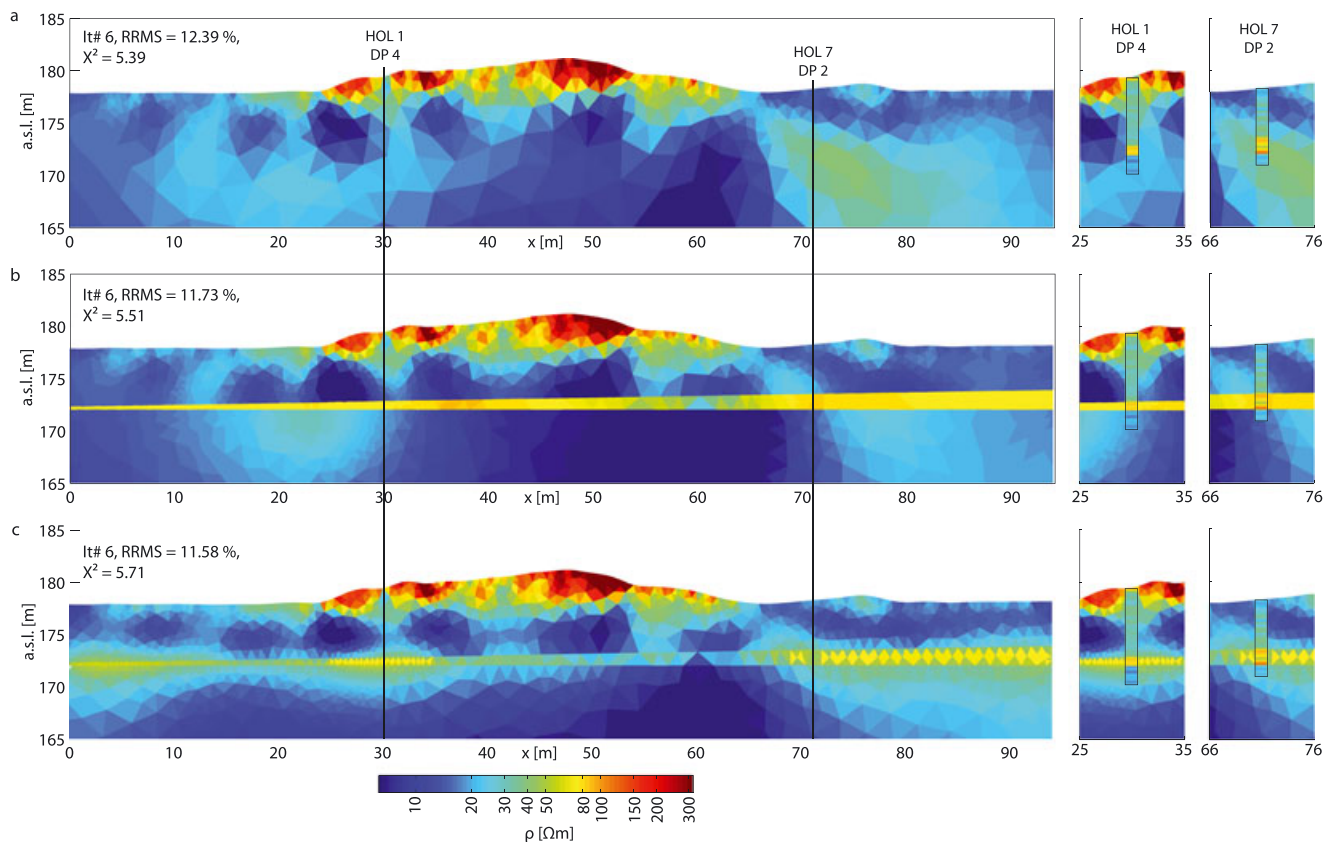 a
185
180
175
170
165
a.s.l. [m]
It# 6, RRMS = 12.39 %,
X² = 5.39
HOL 1
DP 4
HOL 7
DP 2
HOL 1
DP 4
HOL 7
DP 2
0 10 20 30 40 x [m] 50 60 70 80 90 25 35 66 76
b
185
180
175
170
165
a.s.l. [m]
It# 6, RRMS = 11.73 %,
X² = 5.51
0 10 20 30 40 x [m] 50 60 70 80 90 25 35 66 76
c
185
180
175
170
165
a.s.l. [m]
It# 6, RRMS = 11.58 %,
X² = 5.71
0 10 20 30 40 x [m] 50 60 70 80 90 25 35 66 76
10 20 30 40 50 80 100 150 200 300
ρ [Ωm]